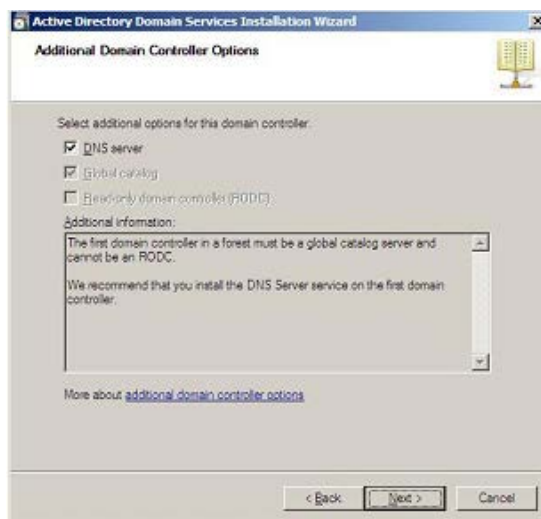 Active Directory Domain Services Installation Wizard
Additional Domain Controller Options
Select additional options for this domain controller.
DNS server
Global catalog
Read-only domain controller (RODC)
Additional information:
The first domain controller in a forest must be a global catalog server and
cannot be an RODC.
We recommend that you install the DNS Server service on the first domain
controller.
More about additional domain controller options
< Back
Next >
Cancel